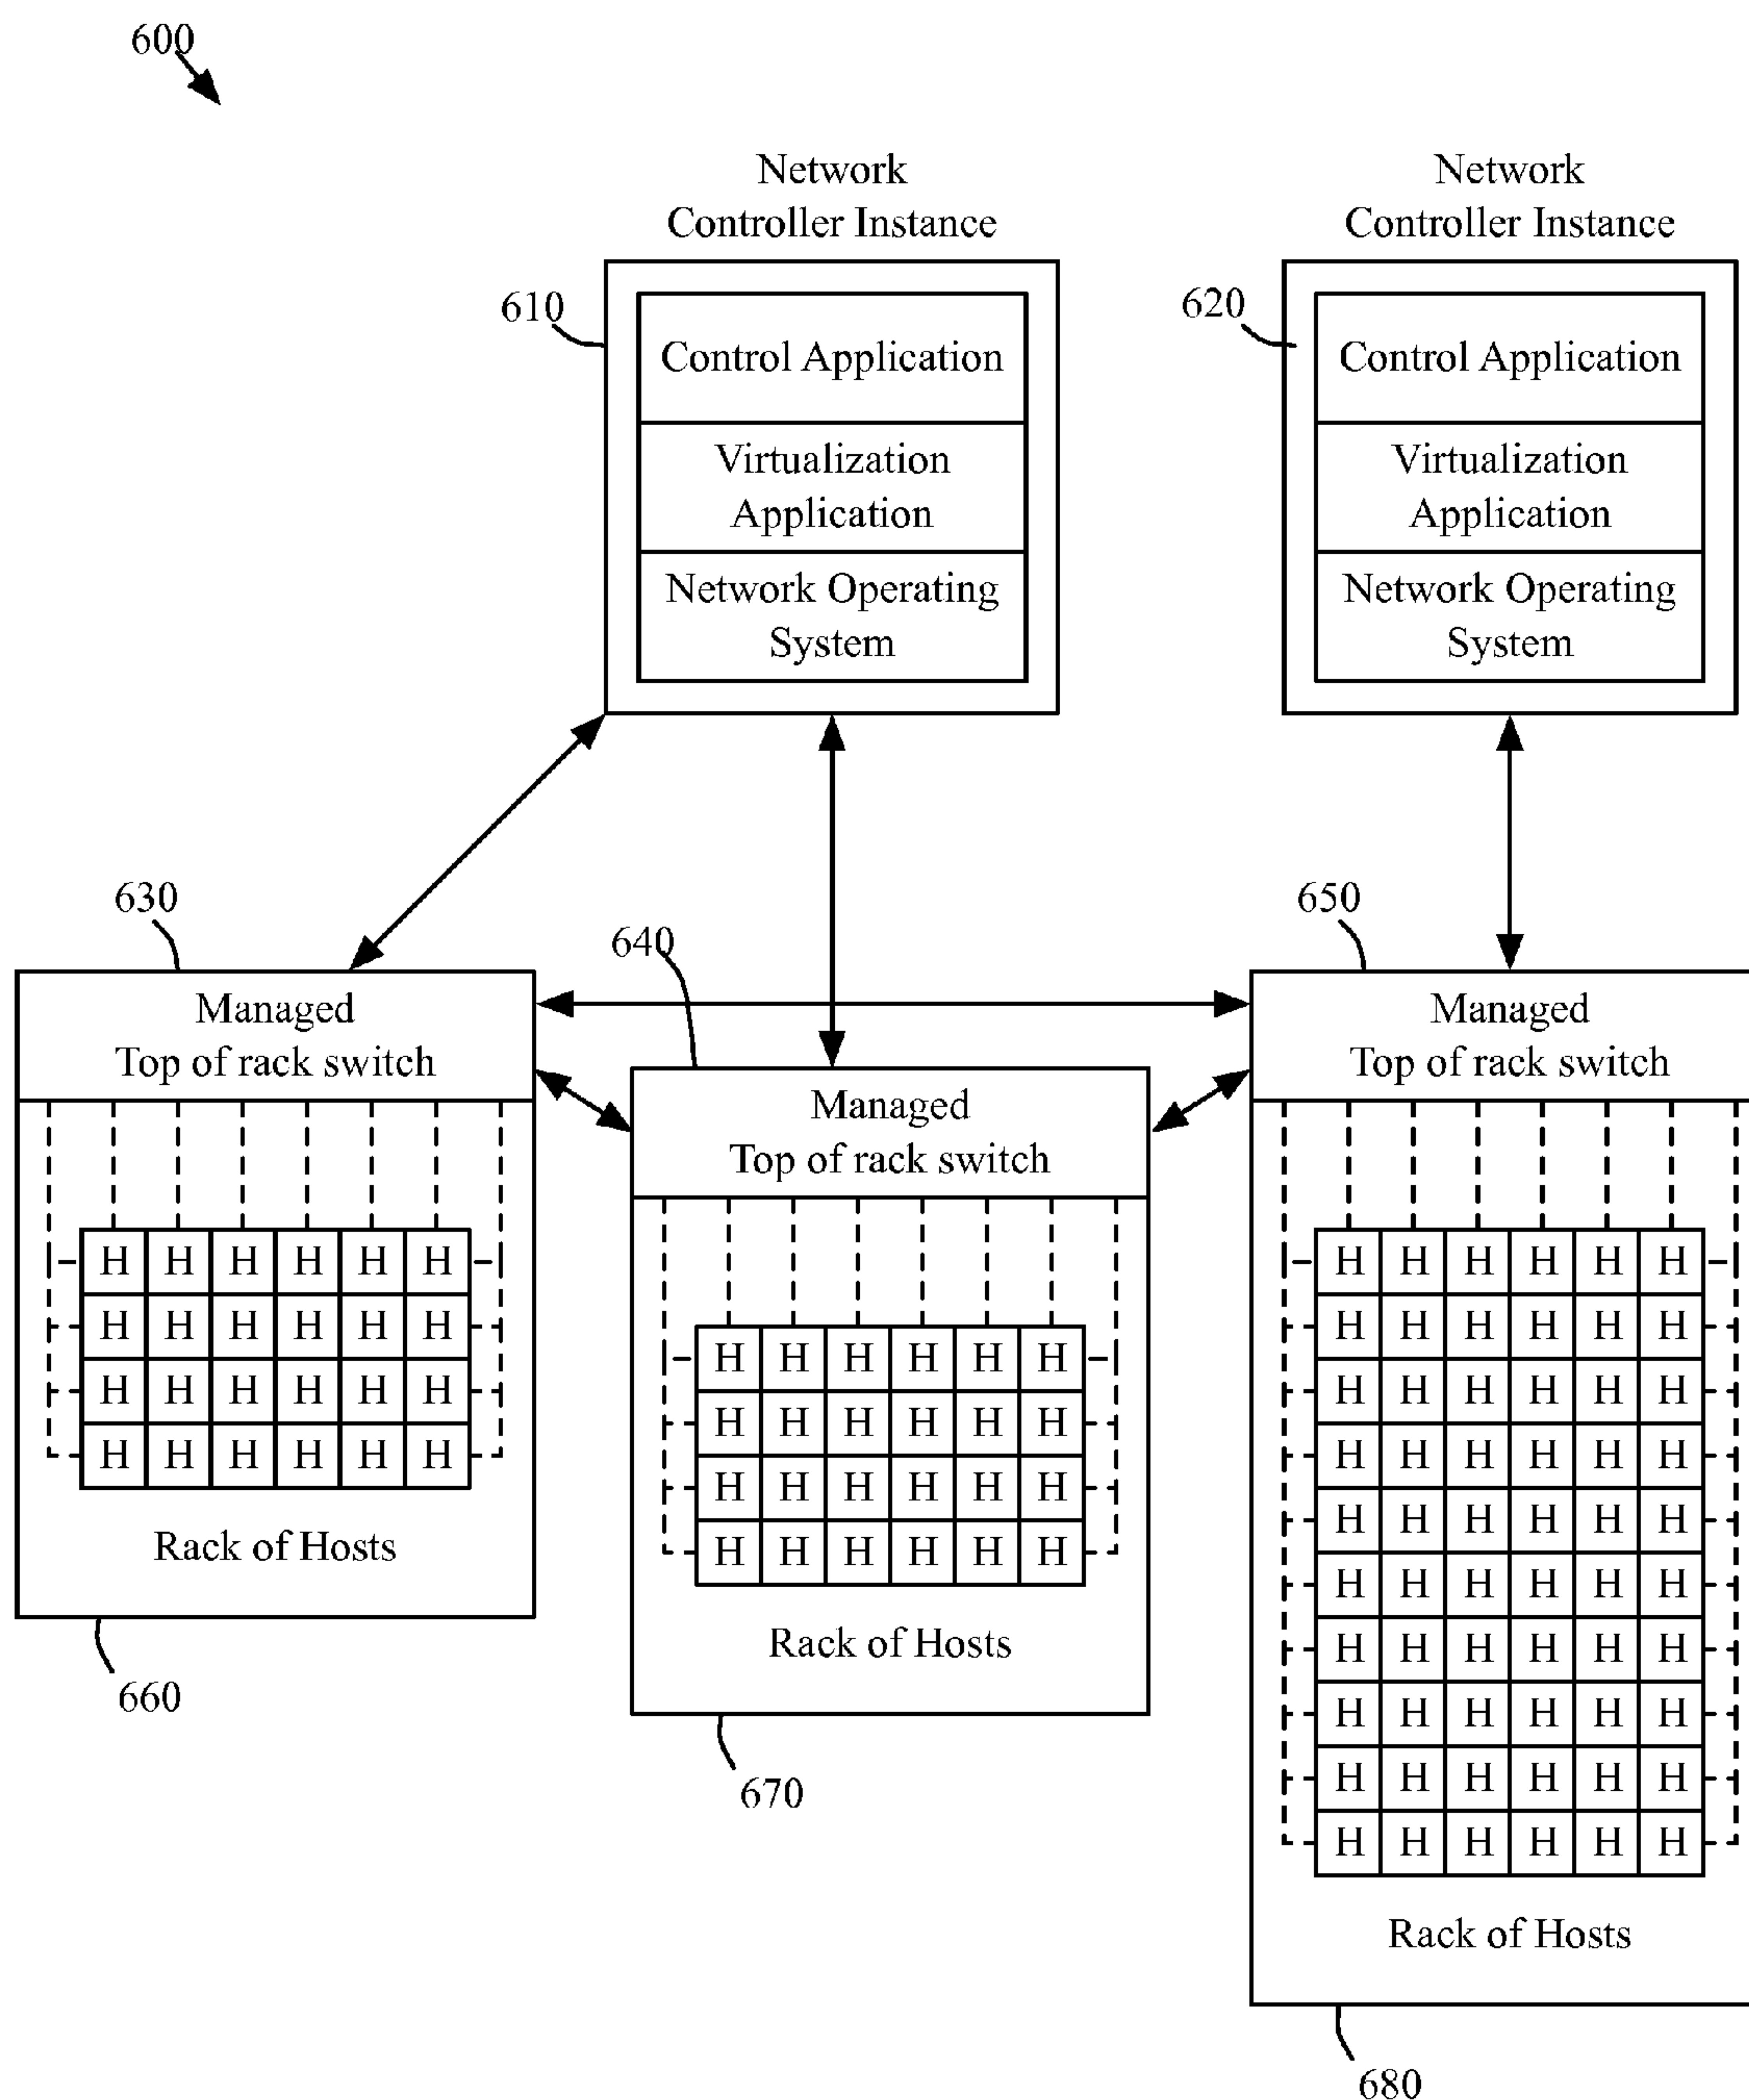 600
Network
Controller Instance
610
Control Application
Virtualization
Application
Network Operating
System
Network
Controller Instance
620
Control Application
Virtualization
Application
Network Operating
System
630
Managed
Top of rack switch
H H H H H H
H H H H H H
H H H H H H
H H H H H H
Rack of Hosts
660
640
Managed
Top of rack switch
H H H H H H
H H H H H H
H H H H H H
H H H H H H
Rack of Hosts
670
650
Managed
Top of rack switch
H H H H H H
H H H H H H
H H H H H H
H H H H H H
H H H H H H
H H H H H H
H H H H H H
H H H H H H
H H H H H H
H H H H H H
Rack of Hosts
680